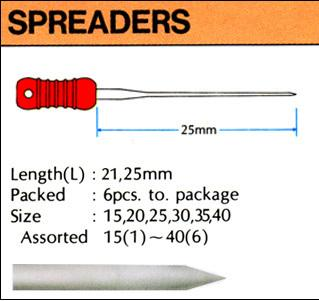 SPREADERS
25mm
Length(L) : 21,25mm
Packed : 6pcs. to. package
Size : 15,20,25,30,35,40
Assorted 15(1)~40(6)